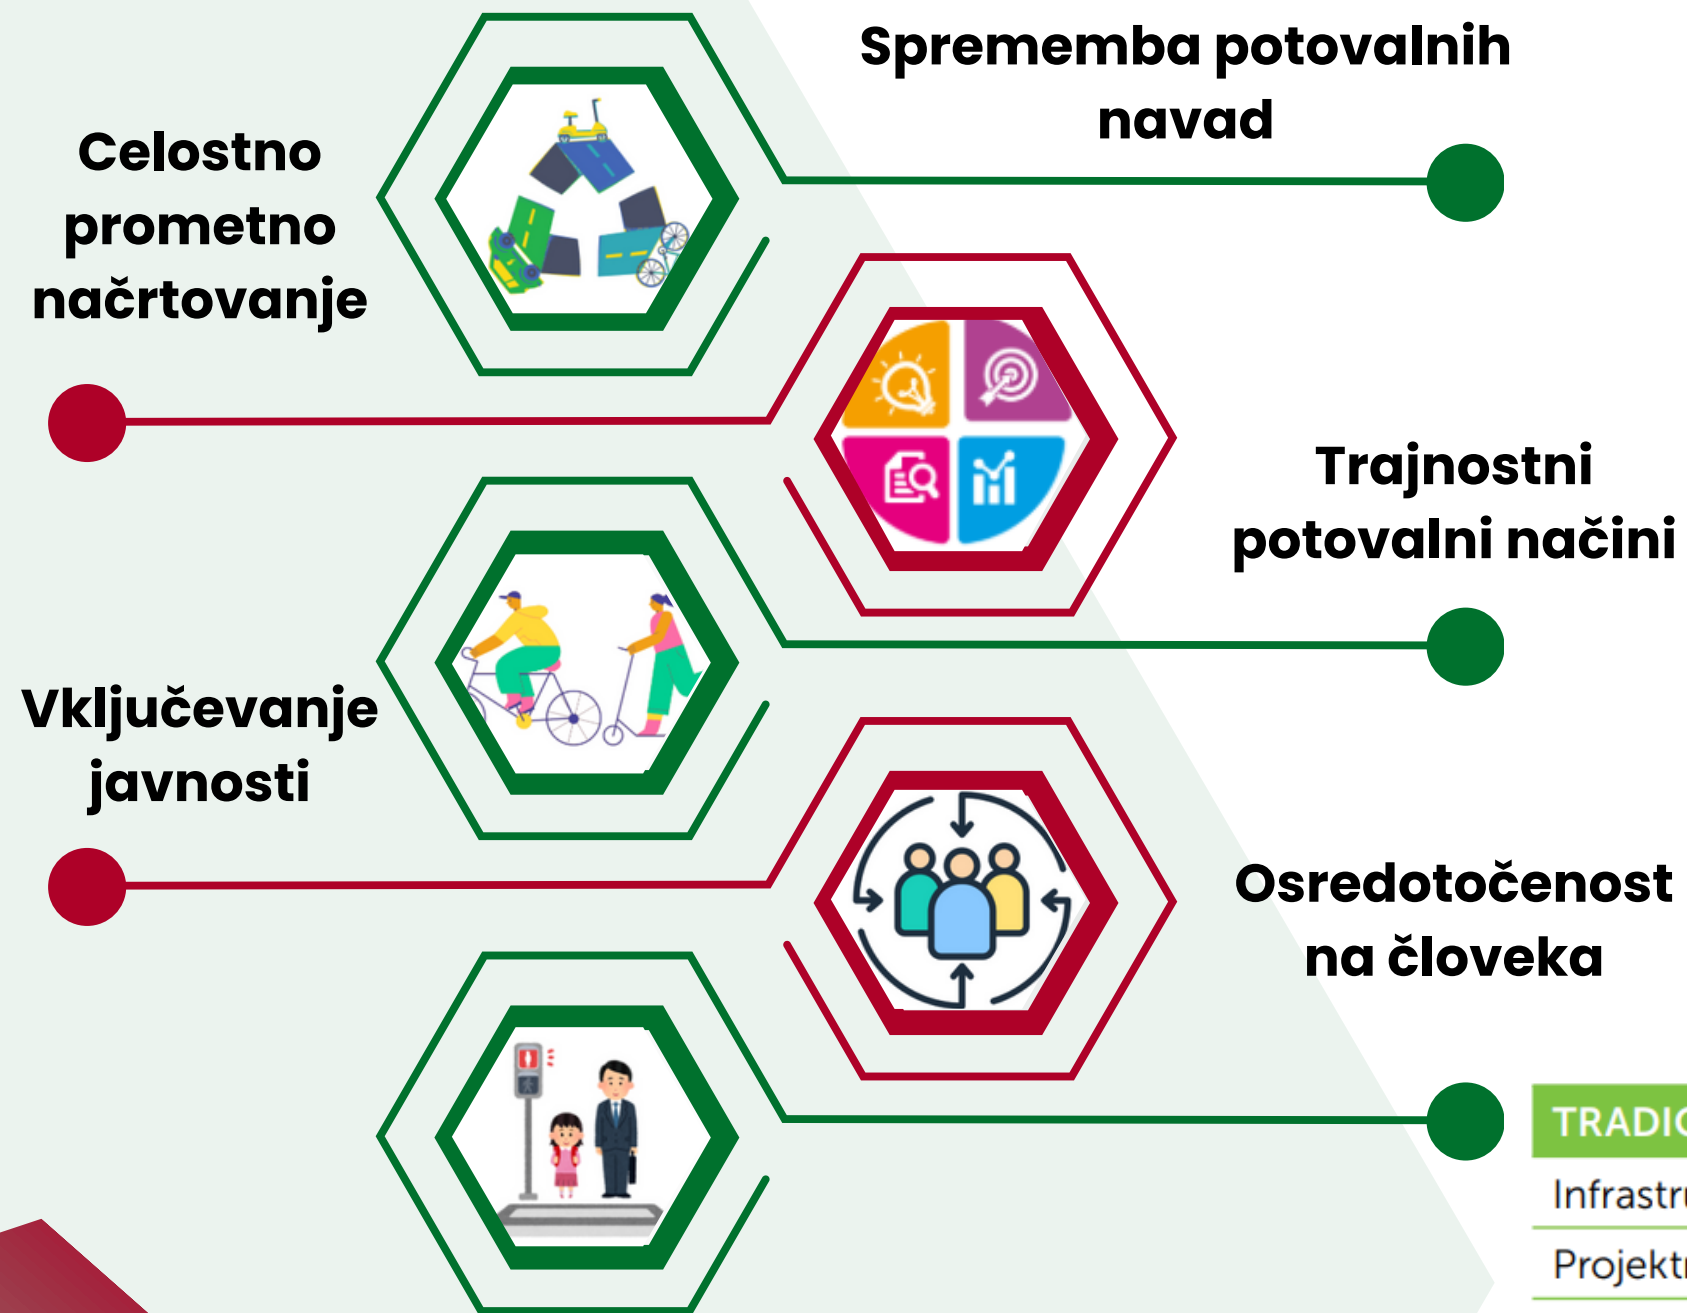 Sprememba potovalnih
navad
Celostno
prometno
načrtovanje
Trajnostni
potovalni načini
Vključevanje
javnosti
Osredotočenost
na človeka